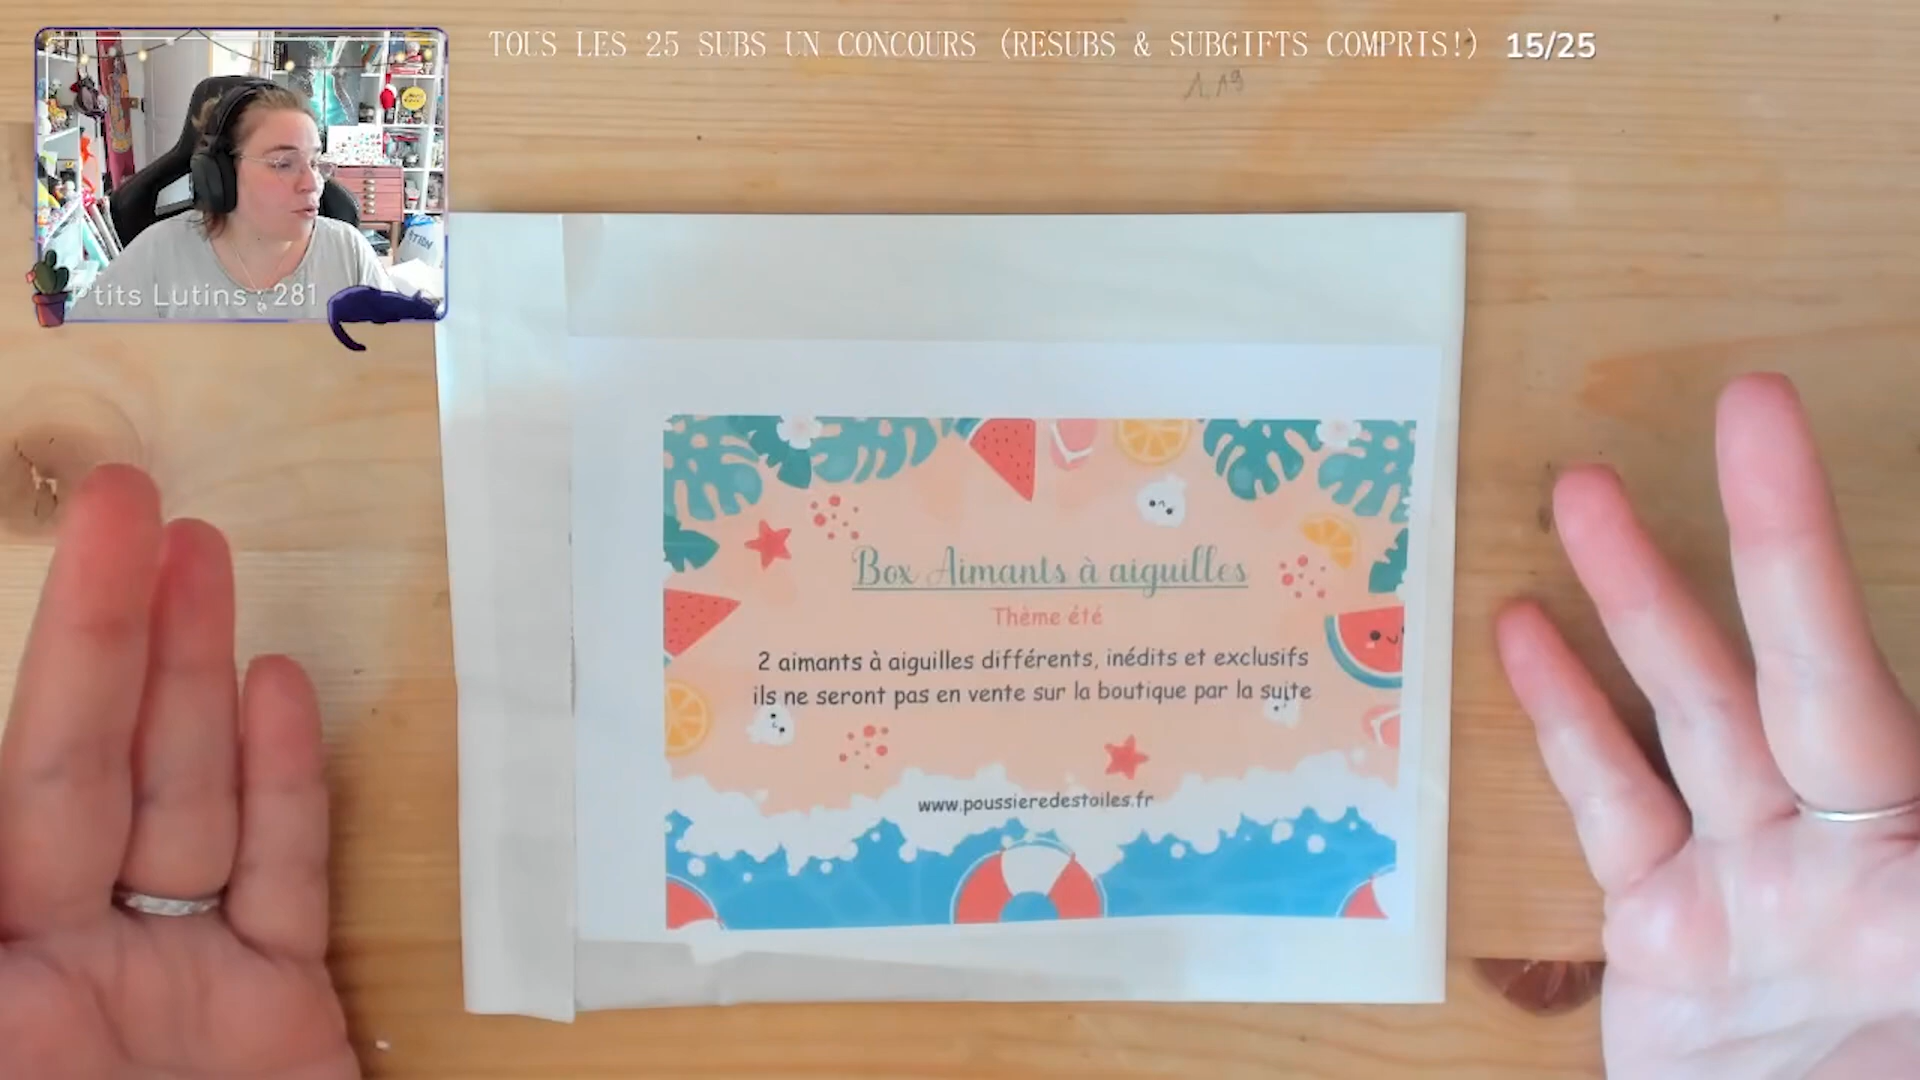 TOUS LES 25 SUBS UN CONCOURS (RESUBS & SUBGIFTS COMPRIS!) 15/25
1,19
P'tits Lutins : 281
Box Aimants à aiguilles
Thème été
2 aimants à aiguilles différents, inédits et exclusifs
ils ne seront pas en vente sur la boutique par la suite
www.poussieredestoiles.fr